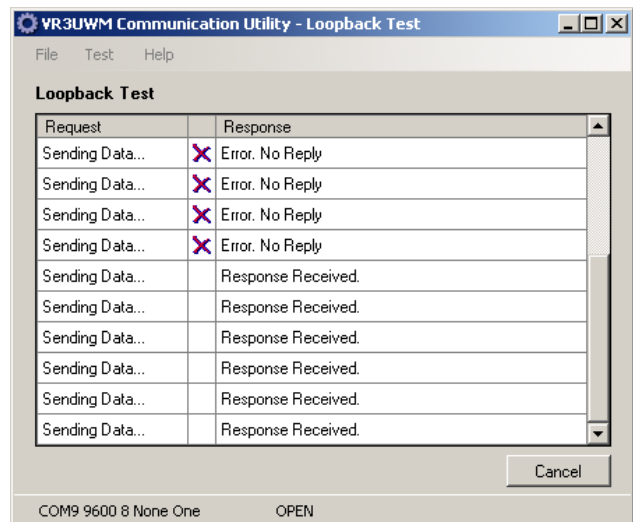 VR3UWM Communication Utility - Loopback Test
File Test Help
Loopback Test
Request Response
Sending Data... Error. No Reply
Sending Data... Error. No Reply
Sending Data... Error. No Reply
Sending Data... Error. No Reply
Sending Data... Response Received.
Sending Data... Response Received.
Sending Data... Response Received.
Sending Data... Response Received.
Sending Data... Response Received.
Sending Data... Response Received.
Cancel
COM9 9600 8 None One OPEN